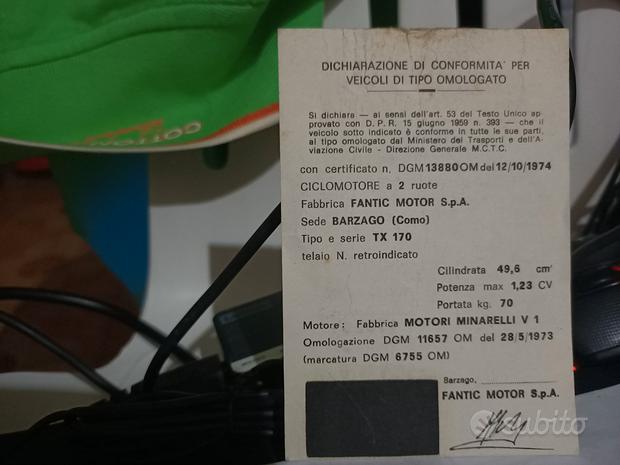 DICHIARAZIONE DI CONFORMITA' PER
VEICOLI DI TIPO OMOLOGATO
Si dichiara — ai sensi dell'art. 53 del Testo Unico ap-
provato con D.P.R. 15 giugno 1959 n. 393 — che il
veicolo sotto indicato è conforme in tutte le sue parti,
al tipo omologato dal Ministero dei Trasporti e dell'A-
viazione Civile - Direzione Generale M.C.T.C.
con certificato n. DGM 13880 OM del 12/10/1974
CICLOMOTORE a 2 ruote
Fabbrica FANTIC MOTOR S.p.A.
Sede BARZAGO (Como)
Tipo e serie TX 170
telaio N. retroindicato
Cilindrata 49,6 cm³
Potenza max 1,23 CV
Portata kg. 70
Motore: Fabbrica MOTORI MINARELLI V 1
Omologazione DGM 11657 OM del 28/5/1973
(marcatura DGM 6755 OM)
Barzago,
FANTIC MOTOR S.p.A.
subito